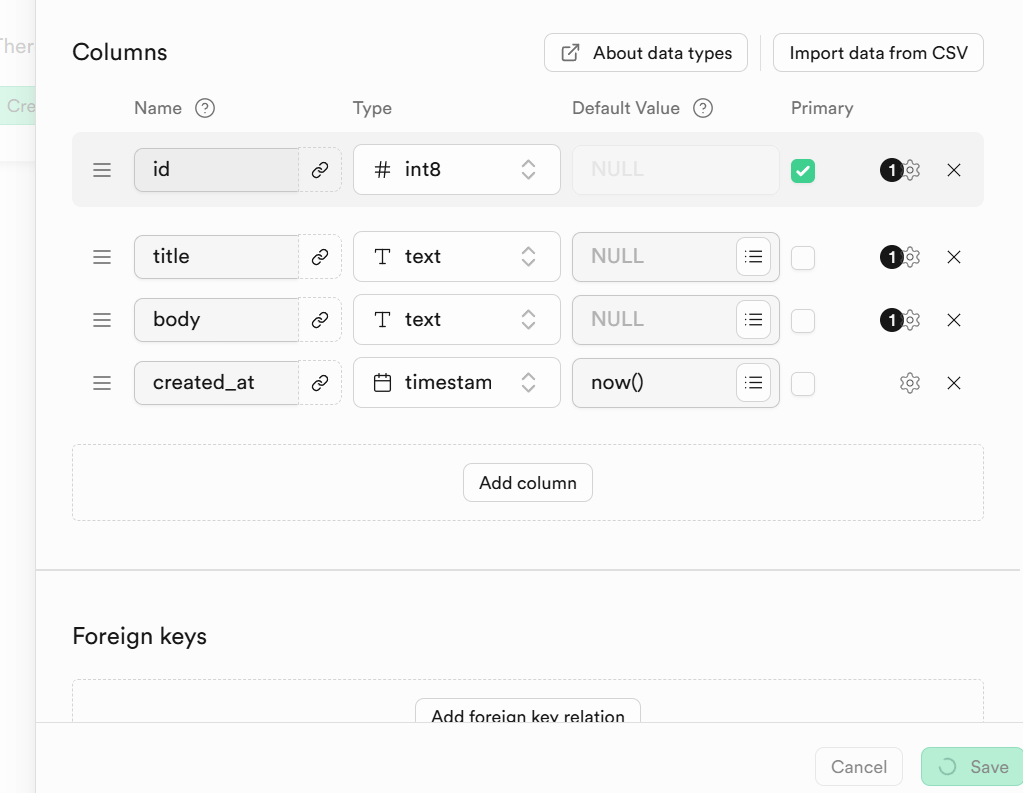 Ther
Columns
About data types
Import data from CSV
Cre
Name ?
Type
Default Value ?
Primary
id
# int8
NULL
1
title
T text
NULL
1
body
T text
NULL
1
created_at
timestam
now()
Add column
Foreign keys
Add foreign key relation
Cancel
Save